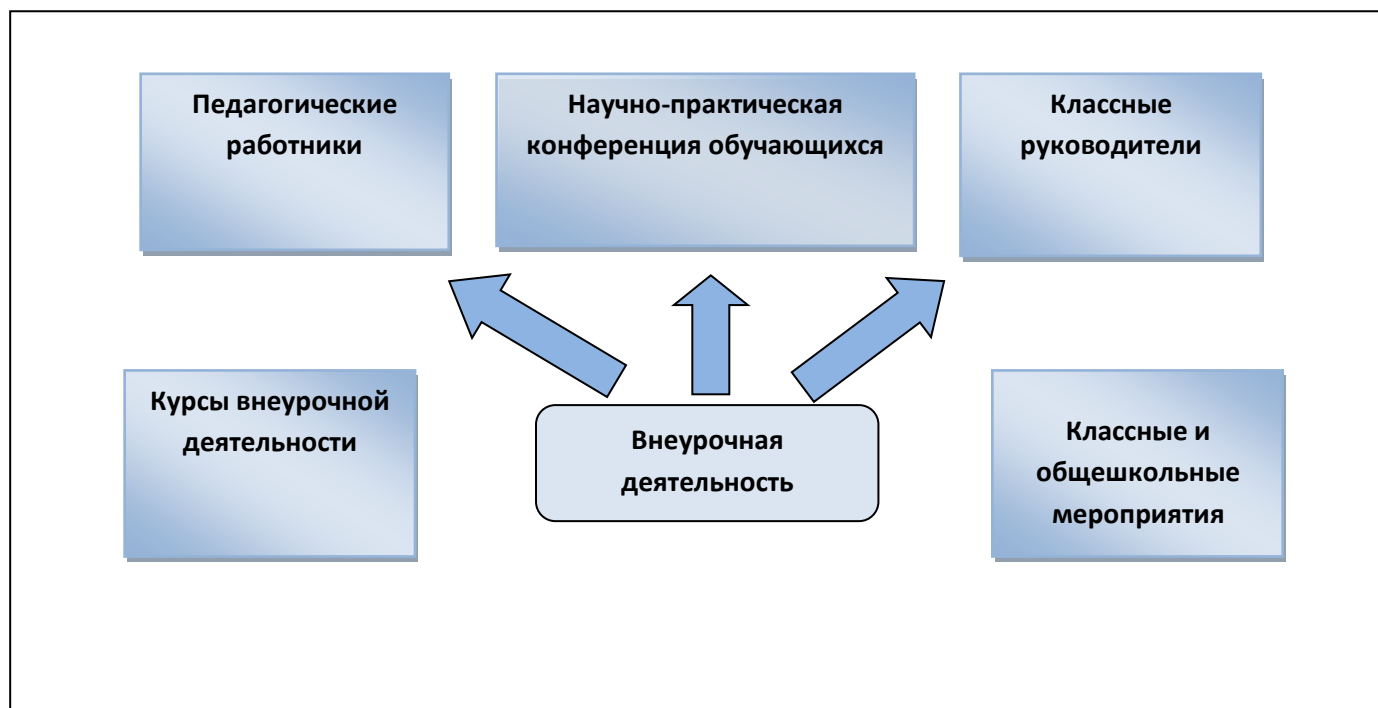 Педагогические
работники
Научно-практическая
конференция обучающихся
Классные
руководители
Курсы внеурочной
деятельности
Внеурочная
деятельность
Классные и
общешкольные
мероприятия